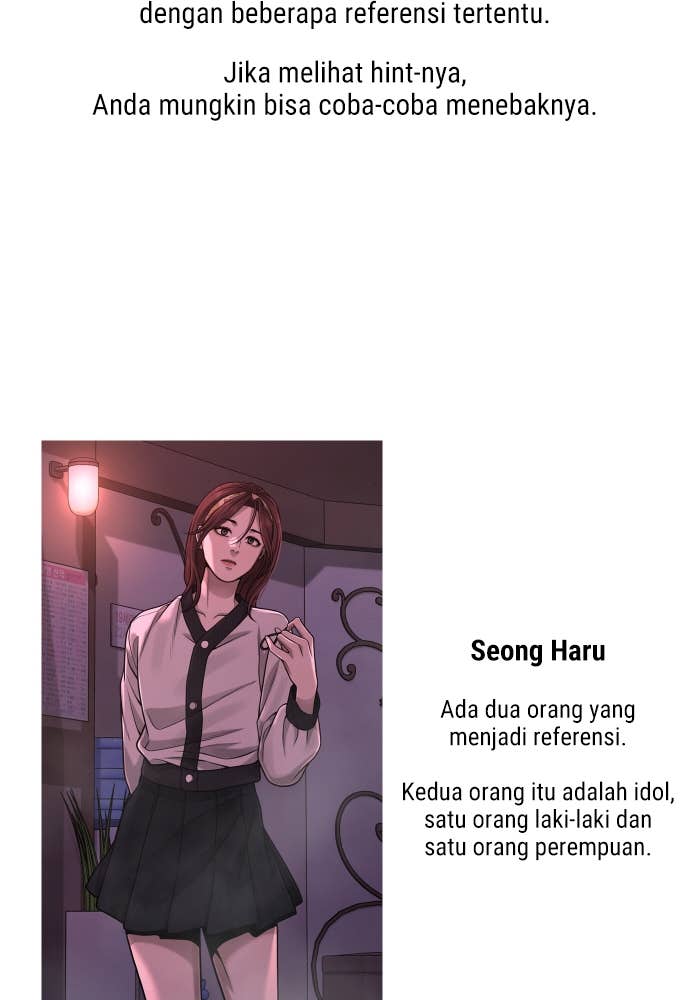 dengan beberapa referensi tertentu.
Jika melihat hint-nya,
Anda mungkin bisa coba-coba menebaknya.
Seong Haru
Ada dua orang yang
menjadi referensi.
Kedua orang itu adalah idol,
satu orang laki-laki dan
satu orang perempuan.